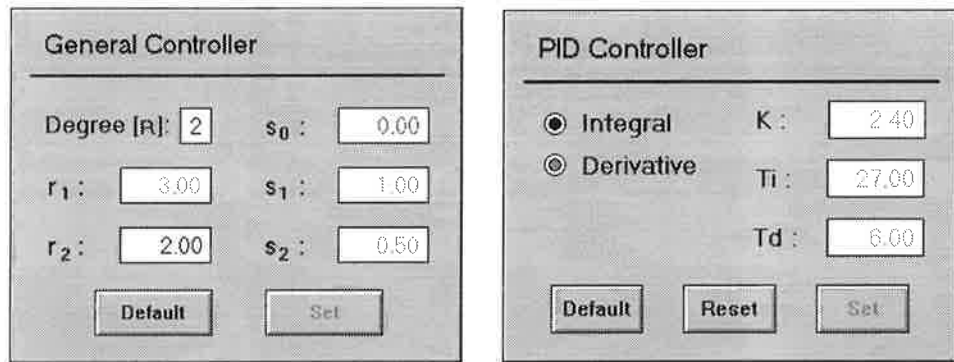 General Controller
Degree [R]: 2 s0 : 0.00
r1 : 3.00 s1 : 1.00
r2 : 2.00 s2 : 0.50
Default Set
PID Controller
Integral K : 2.40
Derivative Ti : 27.00
Td : 6.00
Default Reset Set